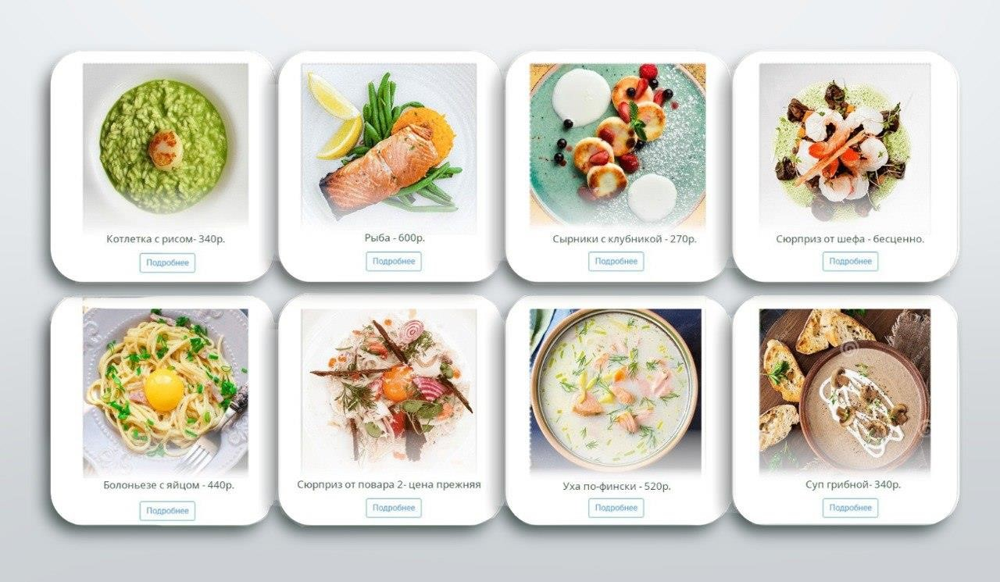 Котлетка с рисом- 340р.
Подробнее
Рыба - 600р.
Подробнее
Сырники с клубникой - 270р.
Подробнее
Сюрприз от шефа - бесценно.
Подробнее
Болоньезе с яйцом - 440р.
Подробнее
Сюрприз от повара 2- цена прежняя
Подробнее
Уха по-фински - 520р.
Подробнее
Суп грибной- 340р.
Подробнее